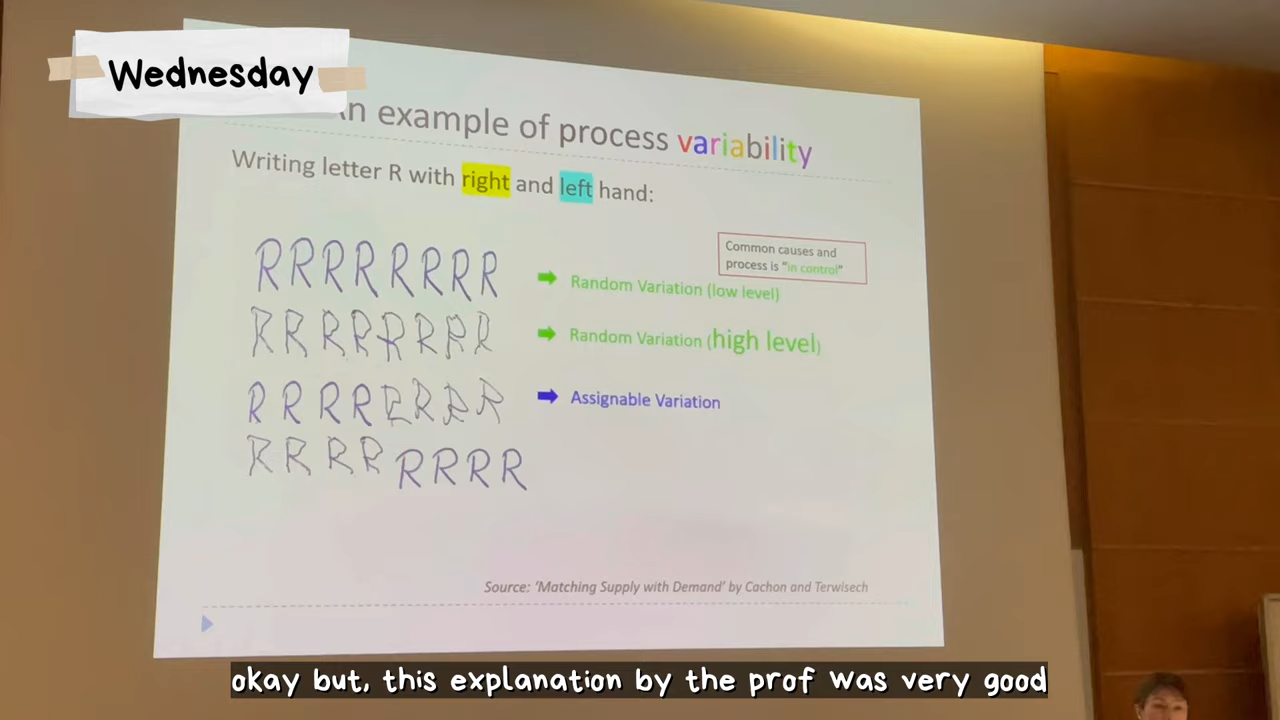 Wednesday
An example of process variability
Writing letter R with right and left hand:
Common causes and
process is "in control"
RRRRRRRR
Random Variation (low level)
RRRRRRRR
Random Variation (high level)
RRRRRRRR
Assignable Variation
RRRRRRRR
Source: 'Matching Supply with Demand' by Cachon and Terwisech
okay but, this explanation by the prof was very good